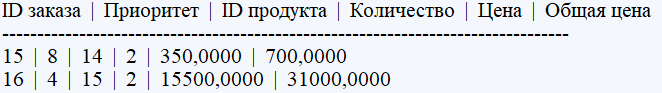 ID заказа | Приоритет | ID продукта | Количество | Цена | Общая цена
--------------------------------------------------------------------------------
15 | 8 | 14 | 2 | 350,0000 | 700,0000
16 | 4 | 15 | 2 | 15500,0000 | 31000,0000